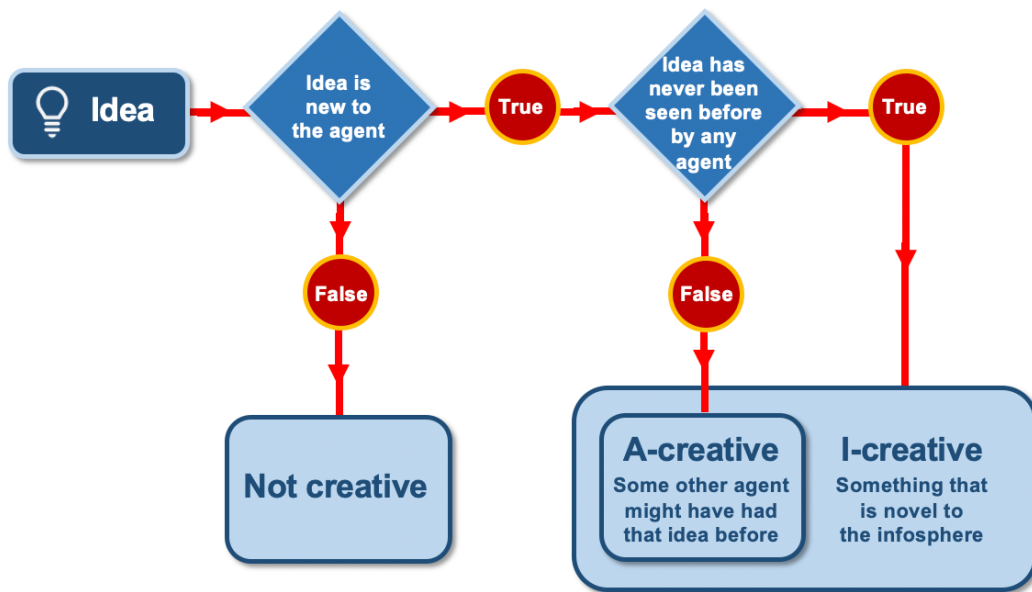 Idea
Idea is
new to
the agent
True
Idea has
never been
seen before
by any
agent
True
False
False
Not creative
A-creative
Some other agent
might have had
that idea before
I-creative
Something that
is novel to
the infosphere